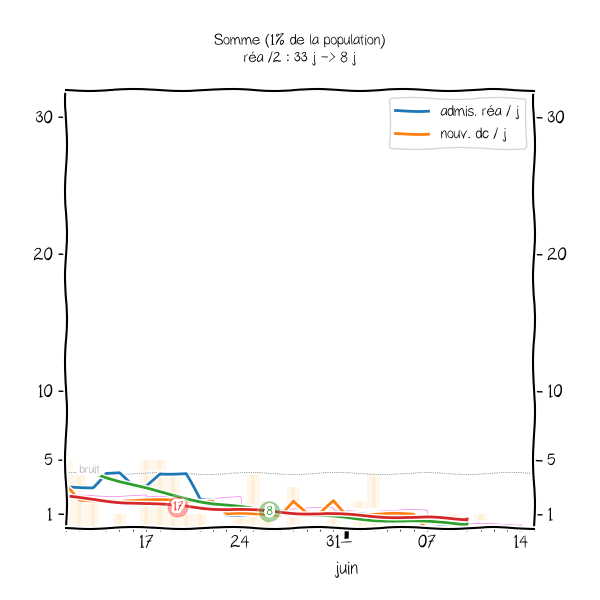 Somme (1% de la population)
réa /2 : 33 j -> 8 j
admis. réa / j
nouv. dc / j
30
30
20
20
10
10
5
5
.... bruit
17
8
1
1
17
24
31
07
14
juin